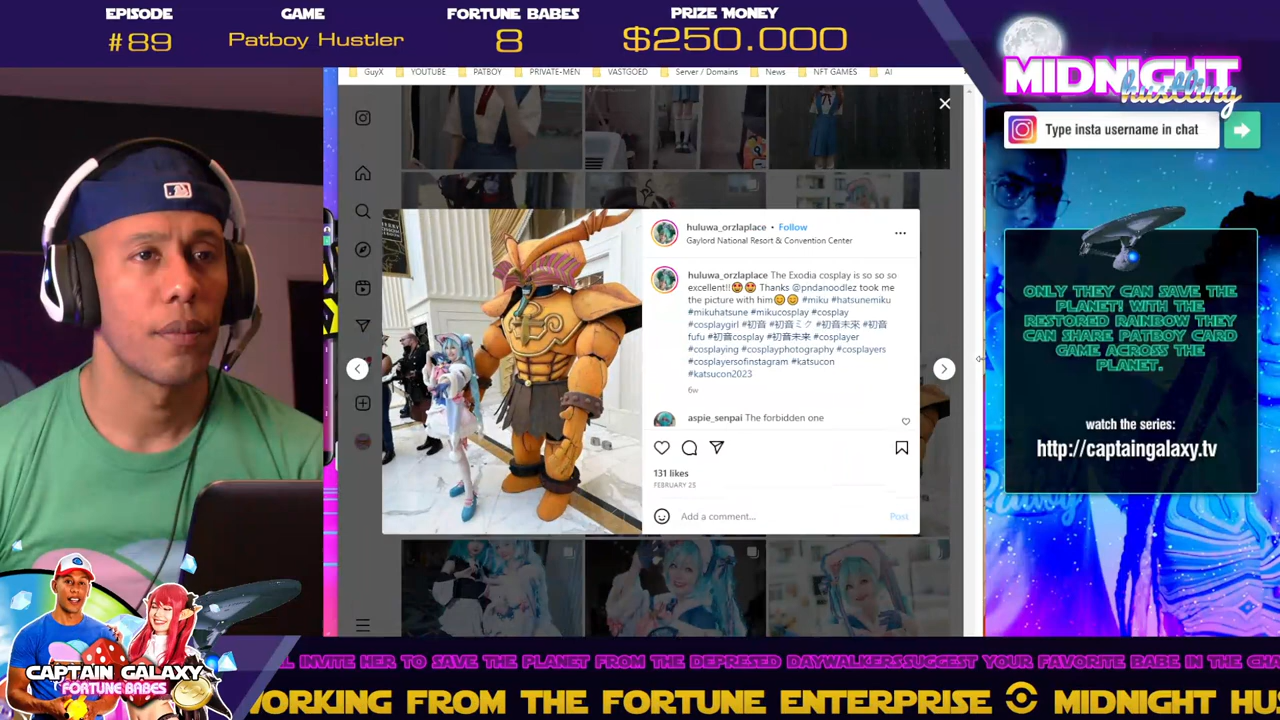 EPISODE
#89
GAME
Patboy Hustler
FORTUNE BABES
8
PRIZE MONEY
$250.000
MIDNIGHT
hustling
GuyX
YOUTUBE
PATBOY
PRIVATE-MEN
VASTGOED
Server / Domains
News
NFT GAMES
AI
Type insta username in chat
huluwa_orzlaplace • Follow
Gaylord National Resort & Convention Center
huluwa_orzlaplace The Exodia cosplay is so so so
excellent!!😍😍 Thanks @pndanoodlez took me
the picture with him😊😊 #miku #hatsunemiku
#mikuhatsune #mikucosplay #cosplay
#cosplaygirl #初音 #初音ミク #初音未來 #初音
fufu #初音cosplay #初音未来 #cosplayer
#cosplaying #cosplayphotography #cosplayers
#cosplayersofinstagram #katsucon
#katsucon2023
6w
aspie_senpai The forbidden one
131 likes
FEBRUARY 25
Add a comment...
Post
ONLY THEY CAN SAVE THE
PLANET! WITH THE
RESTORED RAINBOW THEY
CAN SHARE PATBOY CARD
GAME ACROSS THE
PLANET.
watch the series:
http://captaingalaxy.tv
CAPTAIN GALAXY
FORTUNE BABES
LL INVITE HER TO SAVE THE PLANET FROM THE DEPRESED DAYWALKERS:SUGGEST YOUR FAVORITE BABE IN THE CHA
WORKING FROM THE FORTUNE ENTERPRISE MIDNIGHT HUS